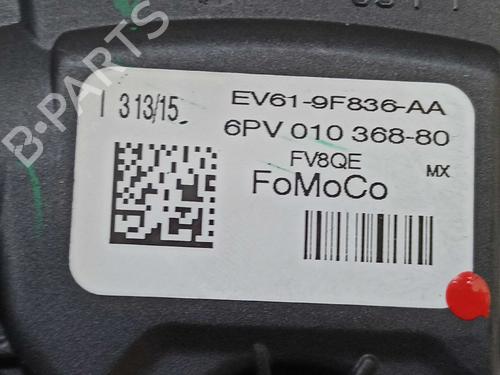 EV61-9F836-AA
I 313/15
6PV 010 368-80
FV8QE
MX
FoMoCo
B-PARTS